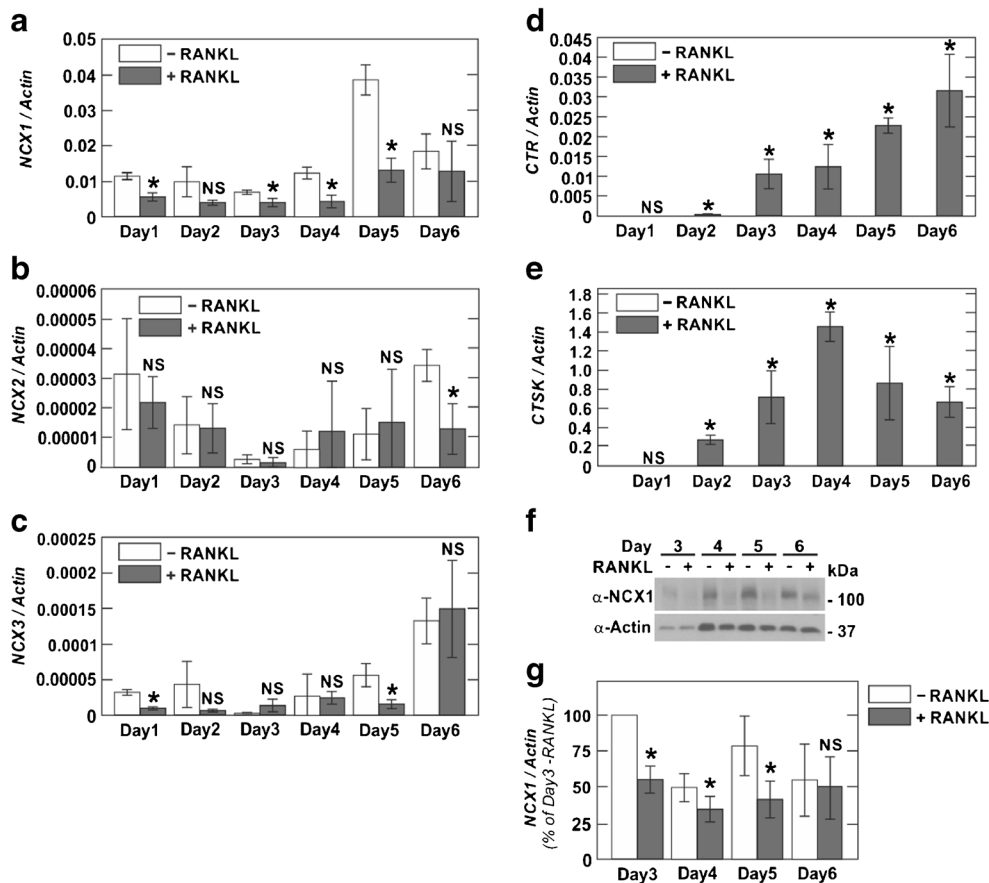 a
NCX1 / Actin
0.05
0.04
0.03
0.02
0.01
0
– RANKL
+ RANKL
* NS * * * NS
Day1 Day2 Day3 Day4 Day5 Day6
b
NCX2 / Actin
0.00006
0.00005
0.00004
0.00003
0.00002
0.00001
0
– RANKL
+ RANKL
NS NS NS NS NS *
Day1 Day2 Day3 Day4 Day5 Day6
c
NCX3 / Actin
0.00025
0.0002
0.00015
0.0001
0.00005
0
– RANKL
+ RANKL
* NS NS NS * NS
Day1 Day2 Day3 Day4 Day5 Day6
d
CTR / Actin
0.045
0.04
0.035
0.03
0.025
0.02
0.015
0.01
0.005
0
– RANKL
+ RANKL
NS * * * * *
Day1 Day2 Day3 Day4 Day5 Day6
e
CTSK / Actin
1.8
1.6
1.4
1.2
1.0
0.8
0.6
0.4
0.2
0
– RANKL
+ RANKL
NS * * * * *
Day1 Day2 Day3 Day4 Day5 Day6
f
Day 3 4 5 6
RANKL - + - + - + - + kDa
α-NCX1 - 100
α-Actin - 37
g
NCX1 / Actin
(% of Day3 -RANKL)
100
75
50
25
0
– RANKL
+ RANKL
* * * NS
Day3 Day4 Day5 Day6